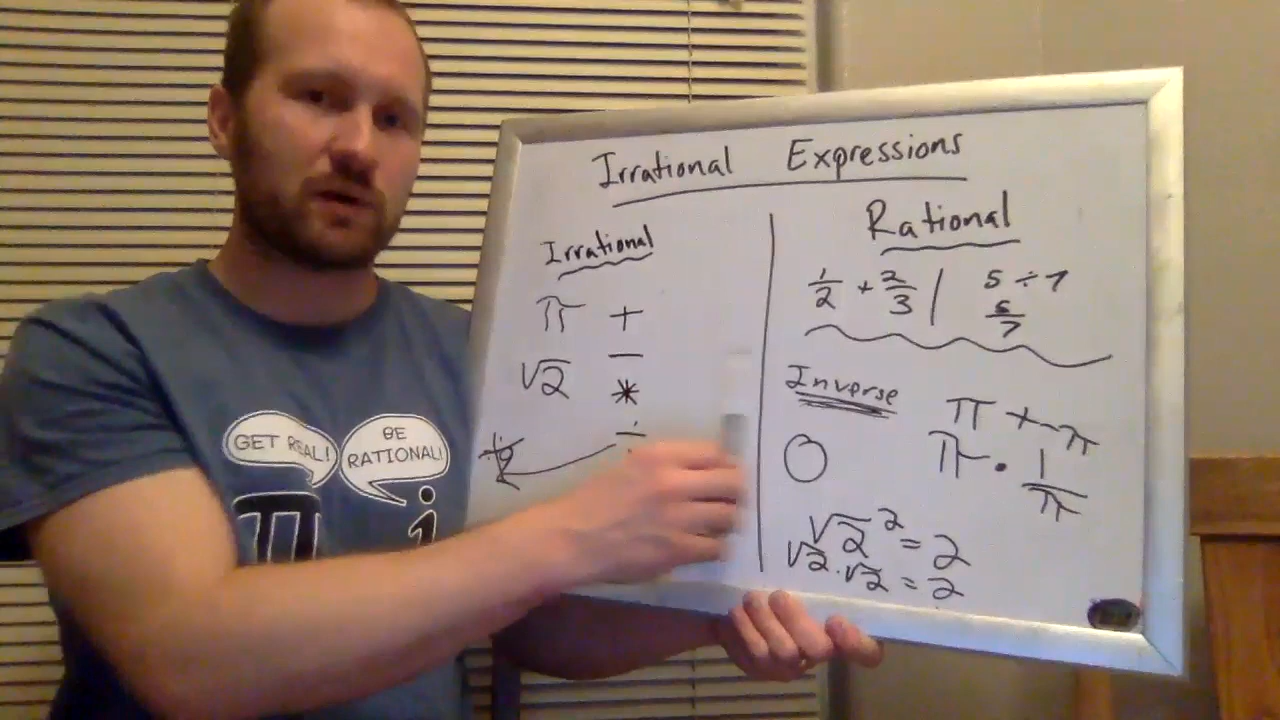 Irrational Expressions
Irrational
π +
√2 −
*
÷
÷0
Rational
1/2 + 2/3 | 5 ÷ 7
5/7
Inverse
π + -π
π · 1/π
√2² = 2
√2 · √2 = 2
GET REAL!
BE
RATIONAL!
π i